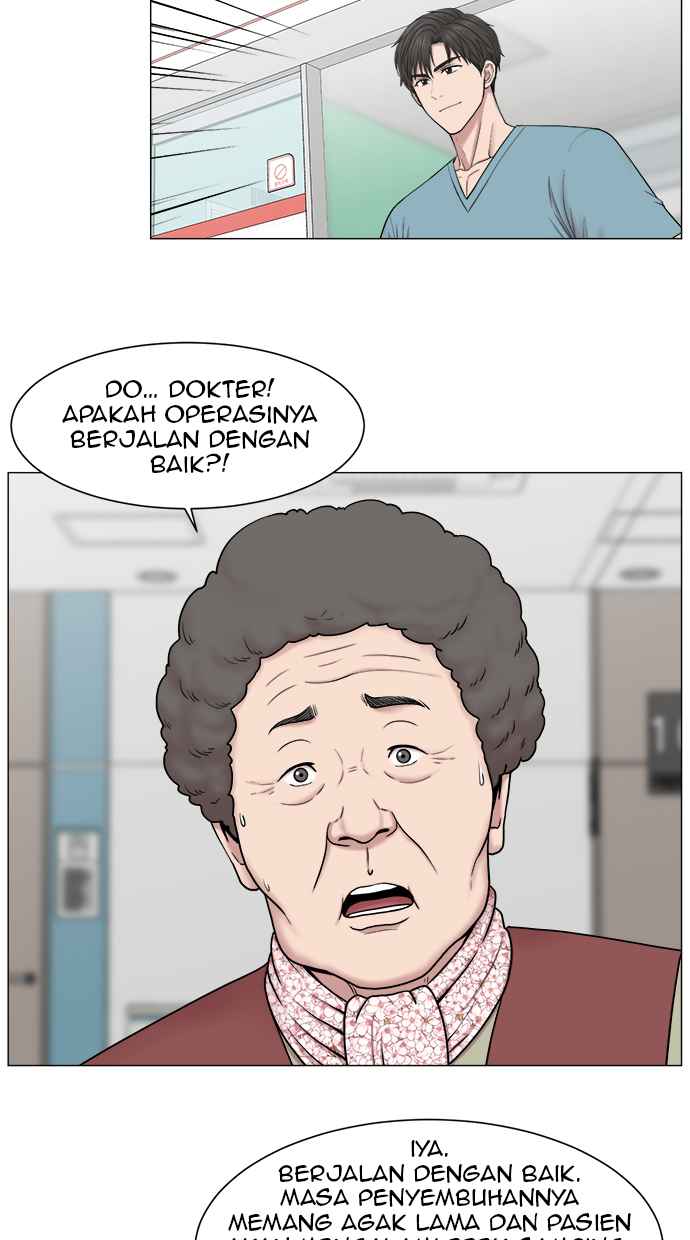 DO... DOKTER!
APAKAH OPERASINYA
BERJALAN DENGAN
BAIK?!
IYA.
BERJALAN DENGAN BAIK.
MASA PENYEMBUHANNYA
MEMANG AGAK LAMA DAN PASIEN